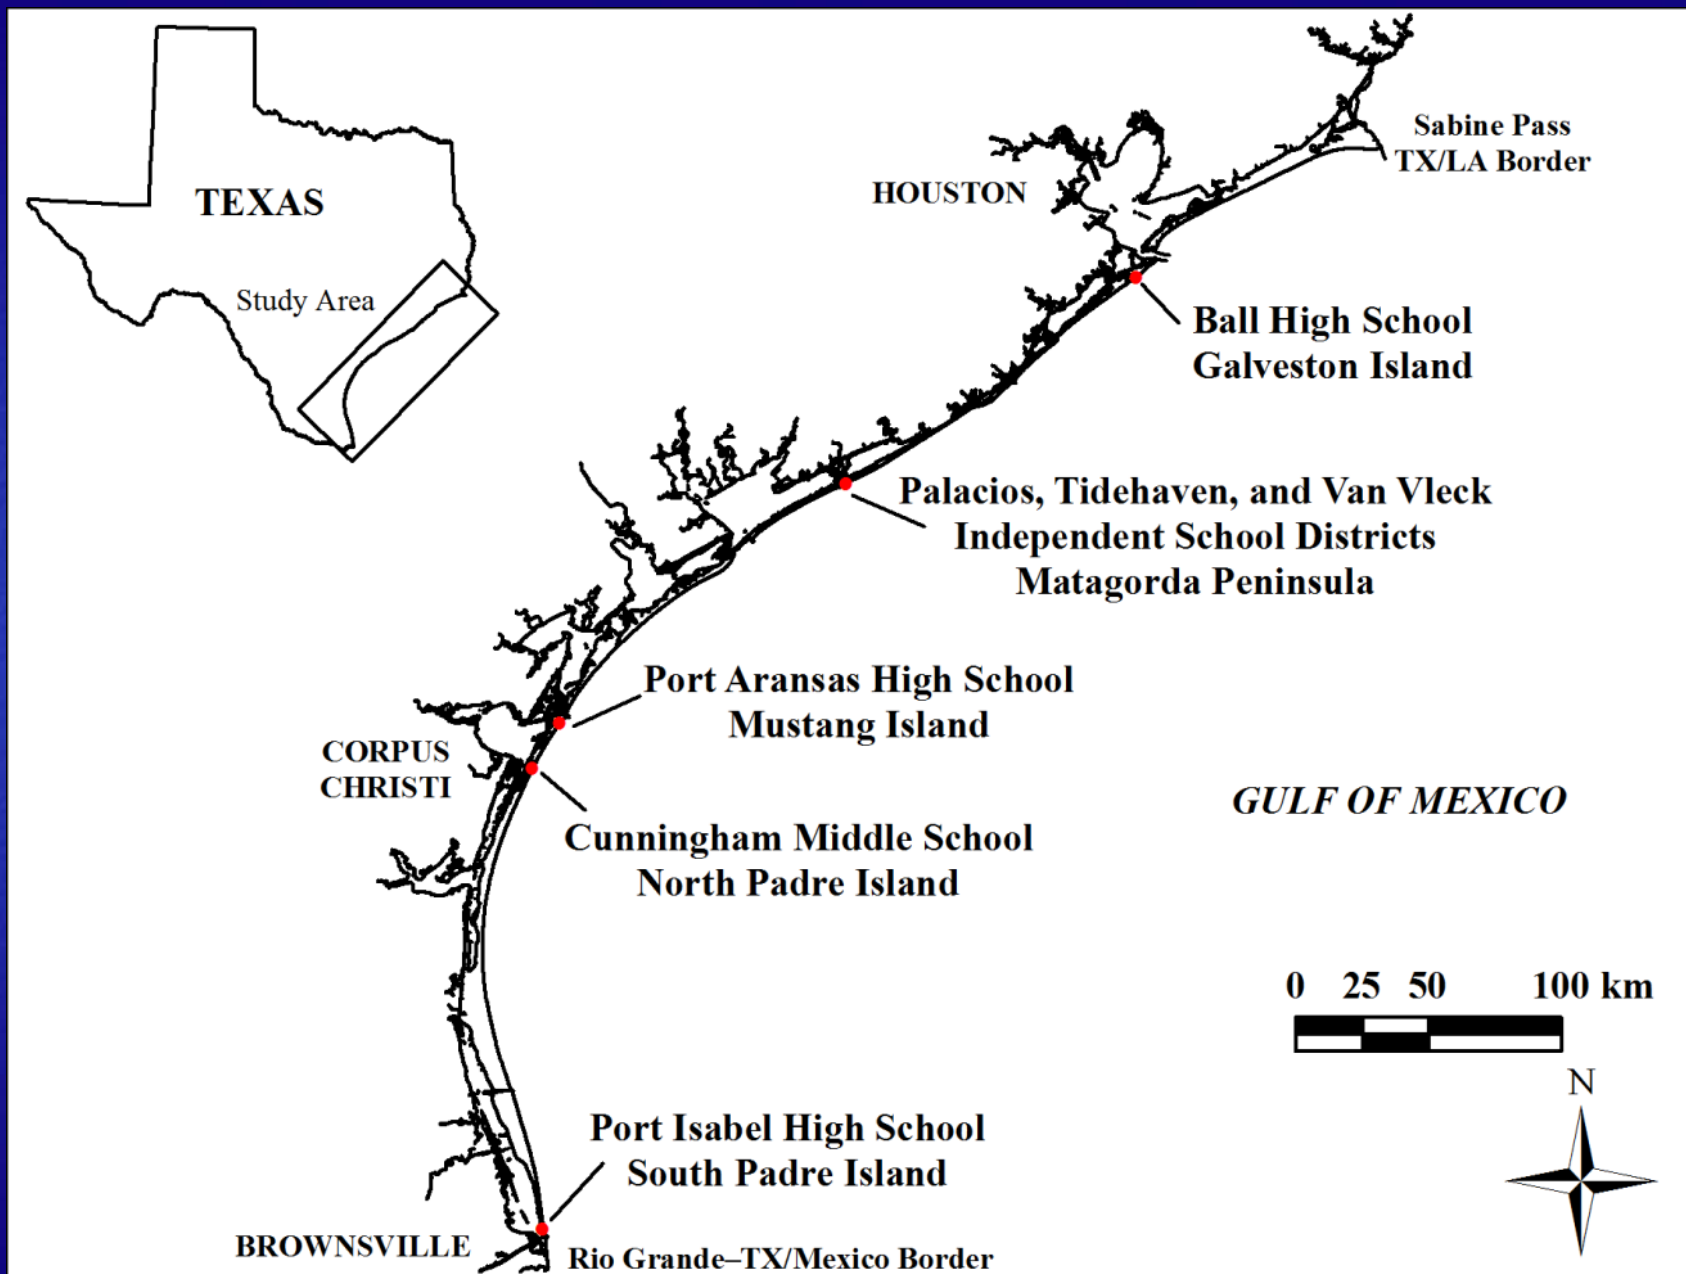 TEXAS
Study Area
HOUSTON
Sabine Pass
TX/LA Border
Ball High School
Galveston Island
Palacios, Tidehaven, and Van Vleck
Independent School Districts
Matagorda Peninsula
Port Aransas High School
Mustang Island
CORPUS
CHRISTI
GULF OF MEXICO
Cunningham Middle School
North Padre Island
0 25 50 100 km
N
Port Isabel High School
South Padre Island
BROWNSVILLE
Rio Grande–TX/Mexico Border